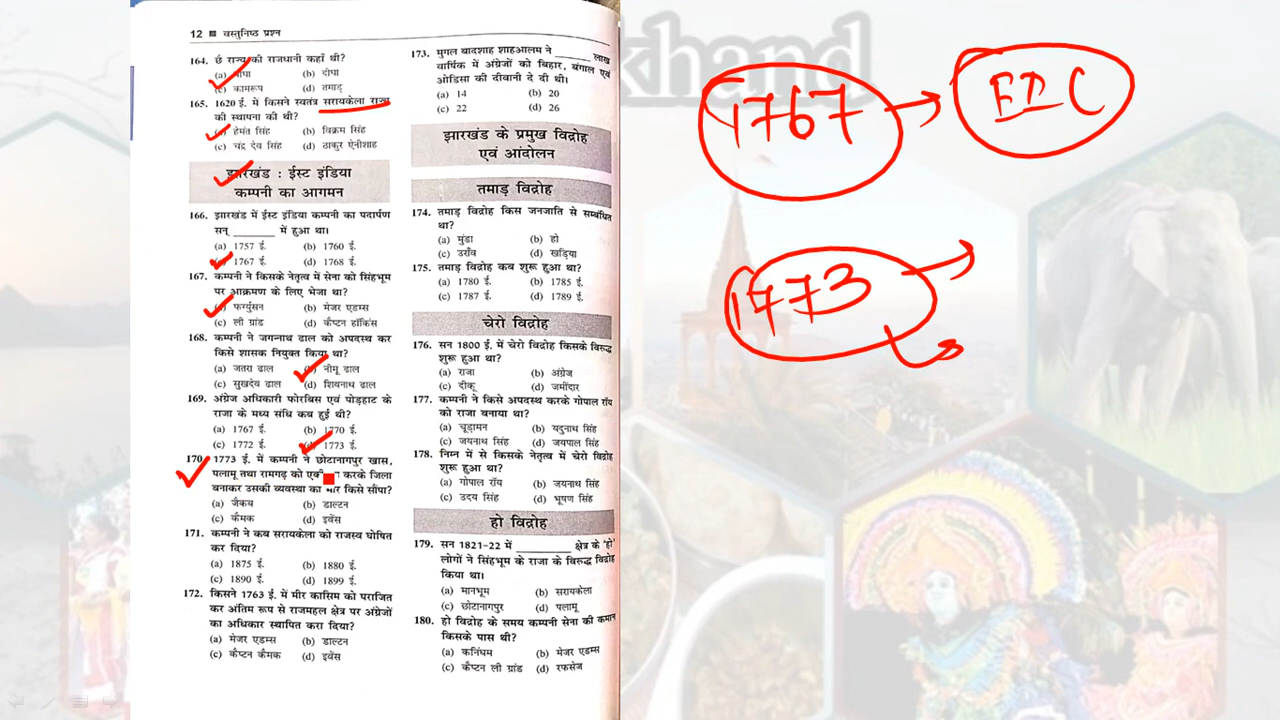 12 ■ वस्तुनिष्ठ प्रश्न
164. छै राज्य की राजधानी कहाँ थी?
(b) दीपा
(c) कामरूप (d) तमाड़
165. 1620 ई. में किसने स्वतंत्र सरायकेला राज्य
की स्थापना की थी?
हेमंत सिंह (b) विक्रम सिंह
(c) चंद्र देव सिंह (d) ठाकुर ऐनीशाह
झारखंड : ईस्ट इंडिया
कम्पनी का आगमन
166. झारखंड में ईस्ट इंडिया कम्पनी का पदार्पण
सन् ________ में हुआ था।
(a) 1757 ई. (b) 1760 ई.
1767 ई. (d) 1768 ई.
167. कम्पनी ने किसके नेतृत्व में सेना को सिंहभूम
पर आक्रमण के लिए भेजा था?
फर्ग्युसन (b) मेजर एडम्स
(c) ली ग्रांड (d) कैप्टन हॉकिंस
168. कम्पनी ने जगन्नाथ ढाल को अपदस्थ कर
किसे शासक नियुक्त किया था?
(a) जतरा ढाल नीमू ढाल
(c) सुखदेव ढाल (d) शिवनाथ ढाल
169. अंग्रेज अधिकारी फोरबिस एवं पोड़हाट के
राजा के मध्य संधि कब हुई थी?
(a) 1767 ई. (b) 1770 ई.
(c) 1772 ई. 1773 ई.
170. 1773 ई. में कम्पनी ने छोटानागपुर खास,
पलामू तथा रामगढ़ को करके जिला
बनाकर उसकी व्यवस्था का भार किसे सौंपा?
(a) जैकब (b) डाल्टन
(c) कैमक (d) इवेंस
171. कम्पनी ने कब सरायकेला को राजस्व घोषित
कर दिया?
(a) 1875 ई. (b) 1880 ई.
(c) 1890 ई. (d) 1899 ई.
172. किसने 1763 ई. में मीर कासिम को पराजित
कर अंतिम रूप से राजमहल क्षेत्र पर अंग्रेजों
का अधिकार स्थापित करा दिया?
(a) मेजर एडम्स (b) डाल्टन
(c) कैप्टन कैमक (d) इवेंस
173. मुगल बादशाह शाहआलम ने ________ लाख
वार्षिक में अंग्रेजों को बिहार, बंगाल एवं
ओडिसा की दीवानी दे दी थी।
(a) 14 (b) 20
(c) 22 (d) 26
झारखंड के प्रमुख विद्रोह
एवं आंदोलन
तमाड़ विद्रोह
174. तमाड़ विद्रोह किस जनजाति से सम्बंधित
था?
(a) मुंडा (b) हो
(c) उराँव (d) खड़िया
175. तमाड़ विद्रोह कब शुरू हुआ था?
(a) 1780 ई. (b) 1785 ई.
(c) 1787 ई. (d) 1789 ई.
चेरो विद्रोह
176. सन 1800 ई. में चेरो विद्रोह किसके विरुद्ध
शुरू हुआ था?
(a) राजा (b) अंग्रेज
(c) दीकू (d) जमींदार
177. कम्पनी ने किसे अपदस्थ करके गोपाल रॉय
को राजा बनाया था?
(a) चूड़ामन (b) यदुनाथ सिंह
(c) जयनाथ सिंह (d) जयपाल सिंह
178. निम्न में से किसके नेतृत्व में चेरो विद्रोह
शुरू हुआ था?
(a) गोपाल रॉय (b) जयनाथ सिंह
(c) उदय सिंह (d) भूषण सिंह
हो विद्रोह
179. सन 1821-22 में ________ क्षेत्र के 'हो'
लोगों ने सिंहभूम के राजा के विरुद्ध विद्रोह
किया था।
(a) मानभूम (b) सरायकेला
(c) छोटानागपुर (d) पलामू
180. हो विद्रोह के समय कम्पनी सेना की कमान
किसके पास थी?
(a) कनिंघम (b) मेजर एडम्स
(c) कैप्टन ली ग्रांड (d) रफसेज
khand
1767 → EIC
1773